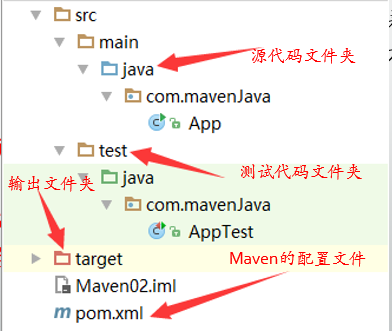 src
main
java
源代码文件夹
com.mavenJava
App
test
测试代码文件夹
输出文件夹
java
com.mavenJava
AppTest
target
Maven的配置文件
Maven02.iml
pom.xml